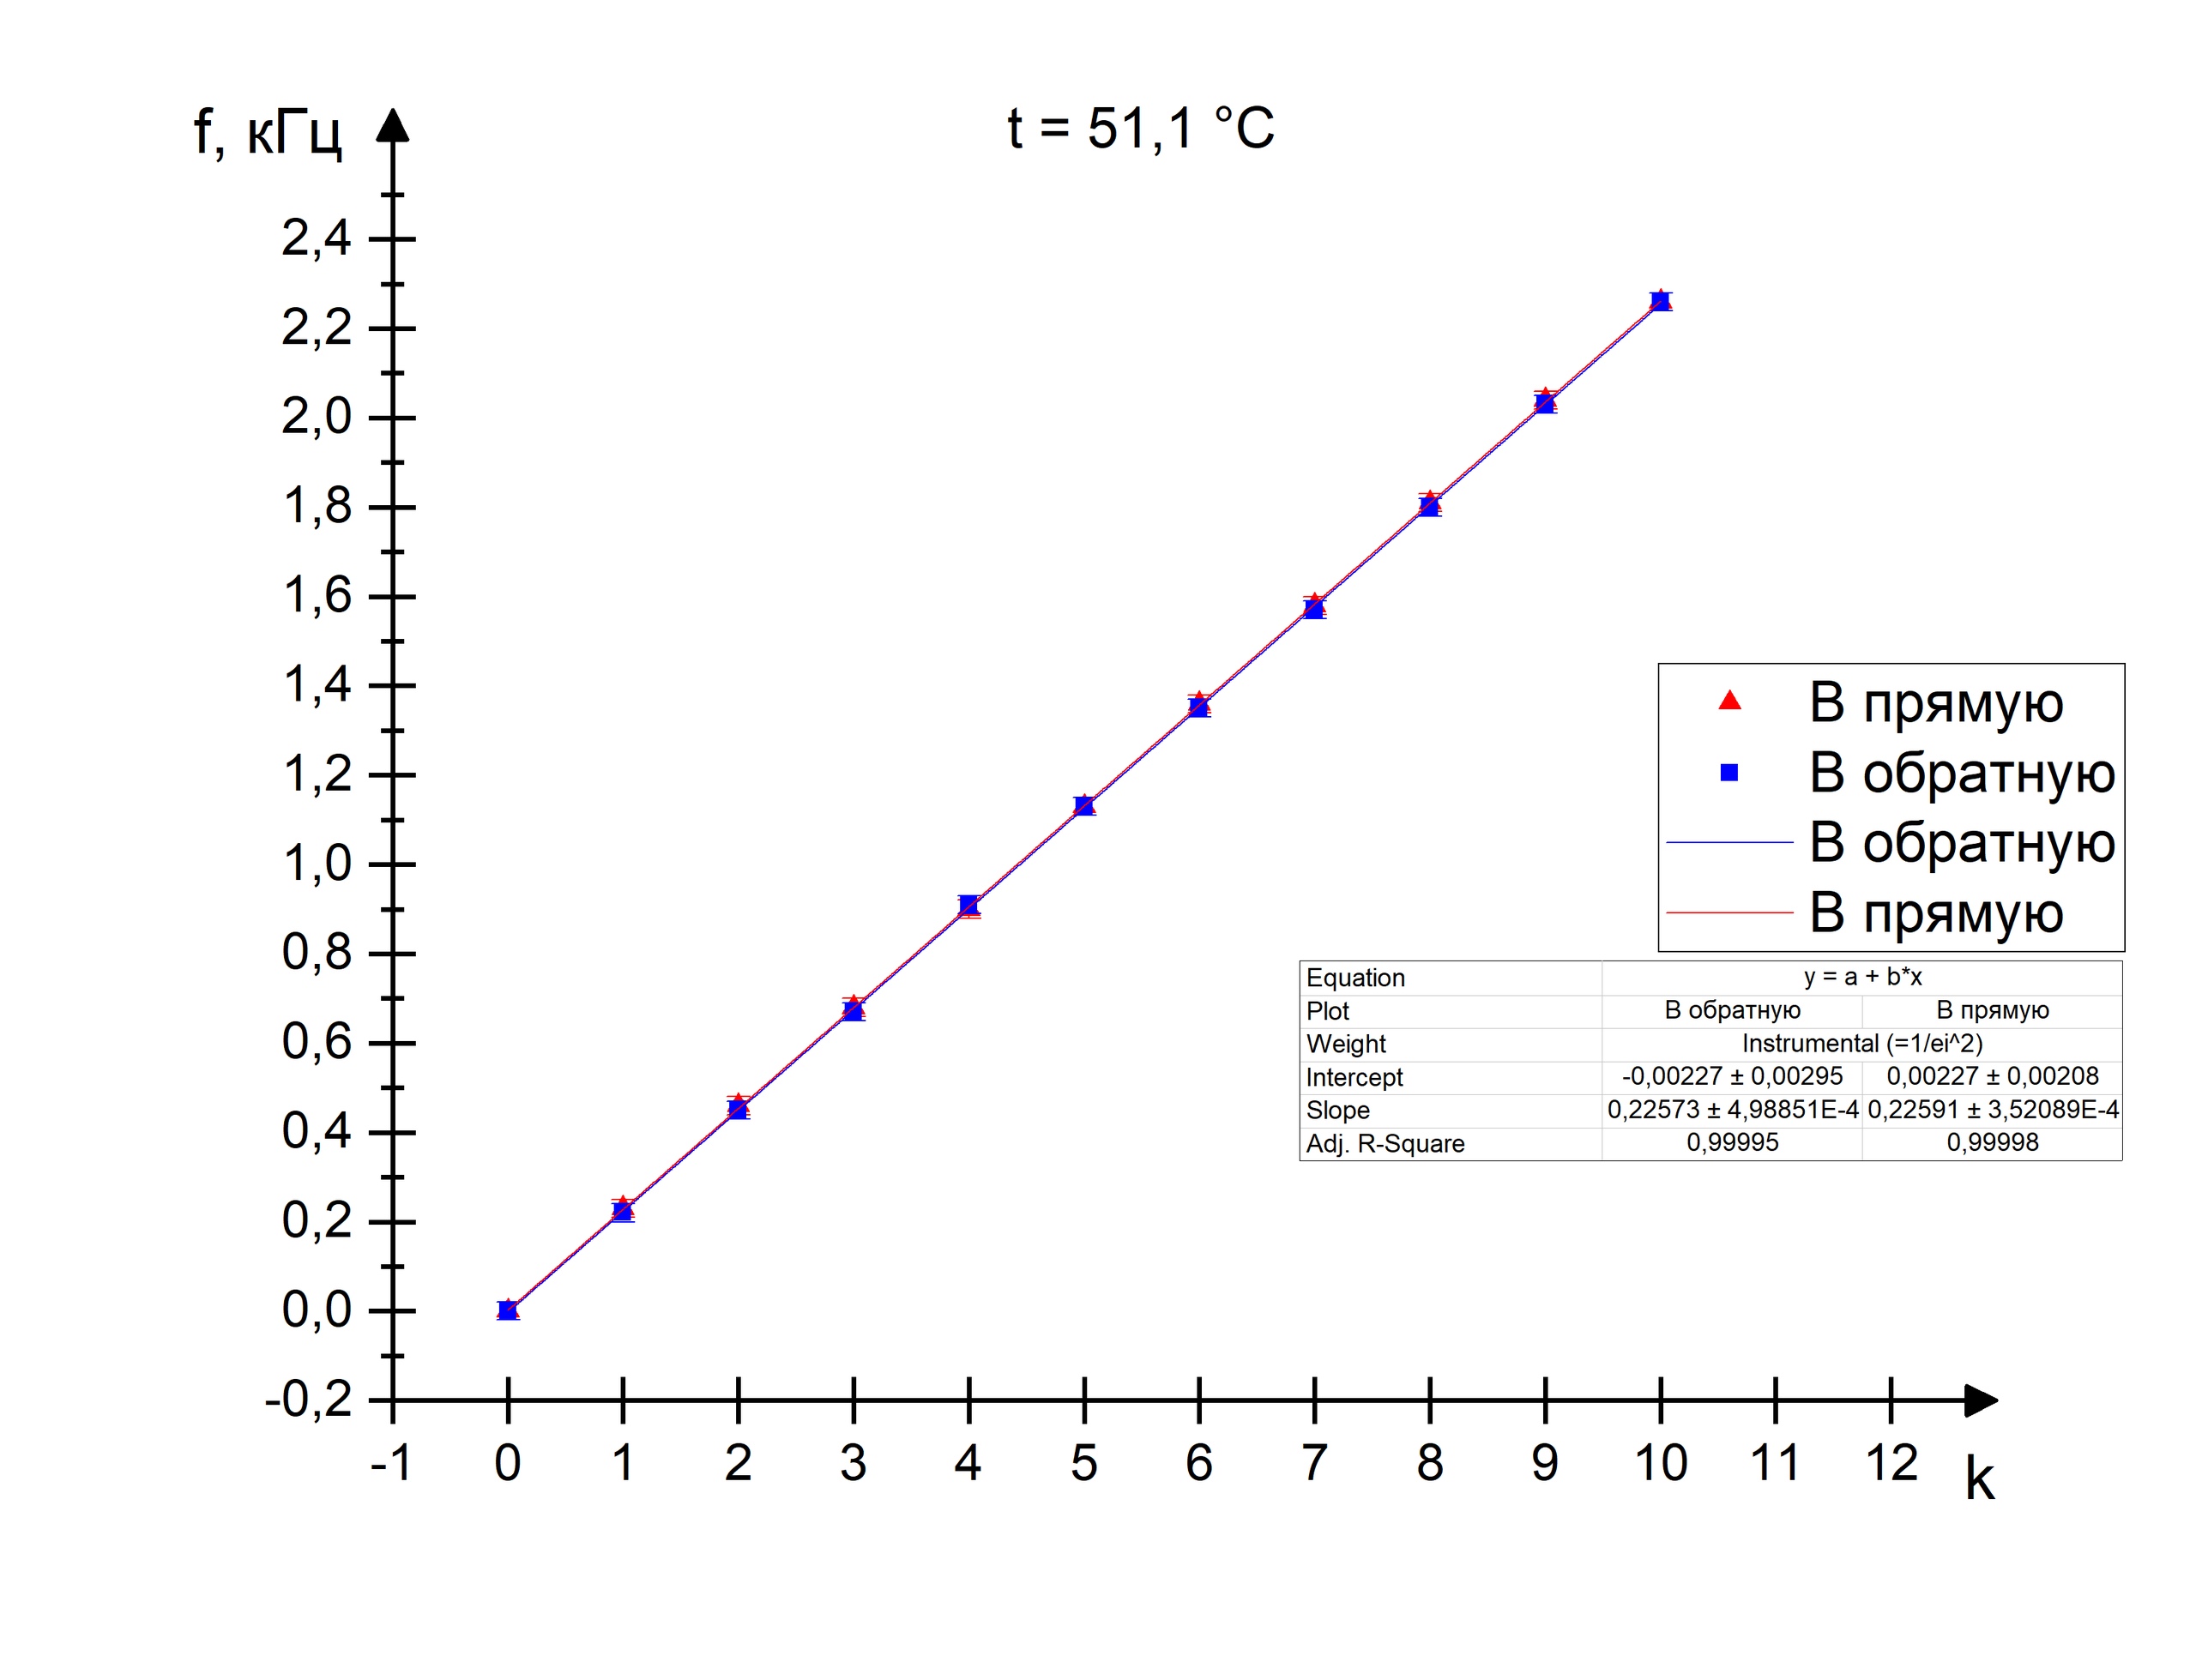 t = 51,1 °C
f, кГц
2,4
2,2
2,0
1,8
1,6
1,4
1,2
1,0
0,8
0,6
0,4
0,2
0,0
-0,2
-1 0 1 2 3 4 5 6 7 8 9 10 11 12
k
В прямую
В обратную
В обратную
В прямую
Equation y = a + b*x
Plot В обратную В прямую
Weight Instrumental (=1/ei^2)
Intercept -0,00227 ± 0,00295 0,00227 ± 0,00208
Slope 0,22573 ± 4,98851E-4 0,22591 ± 3,52089E-4
Adj. R-Square 0,99995 0,99998